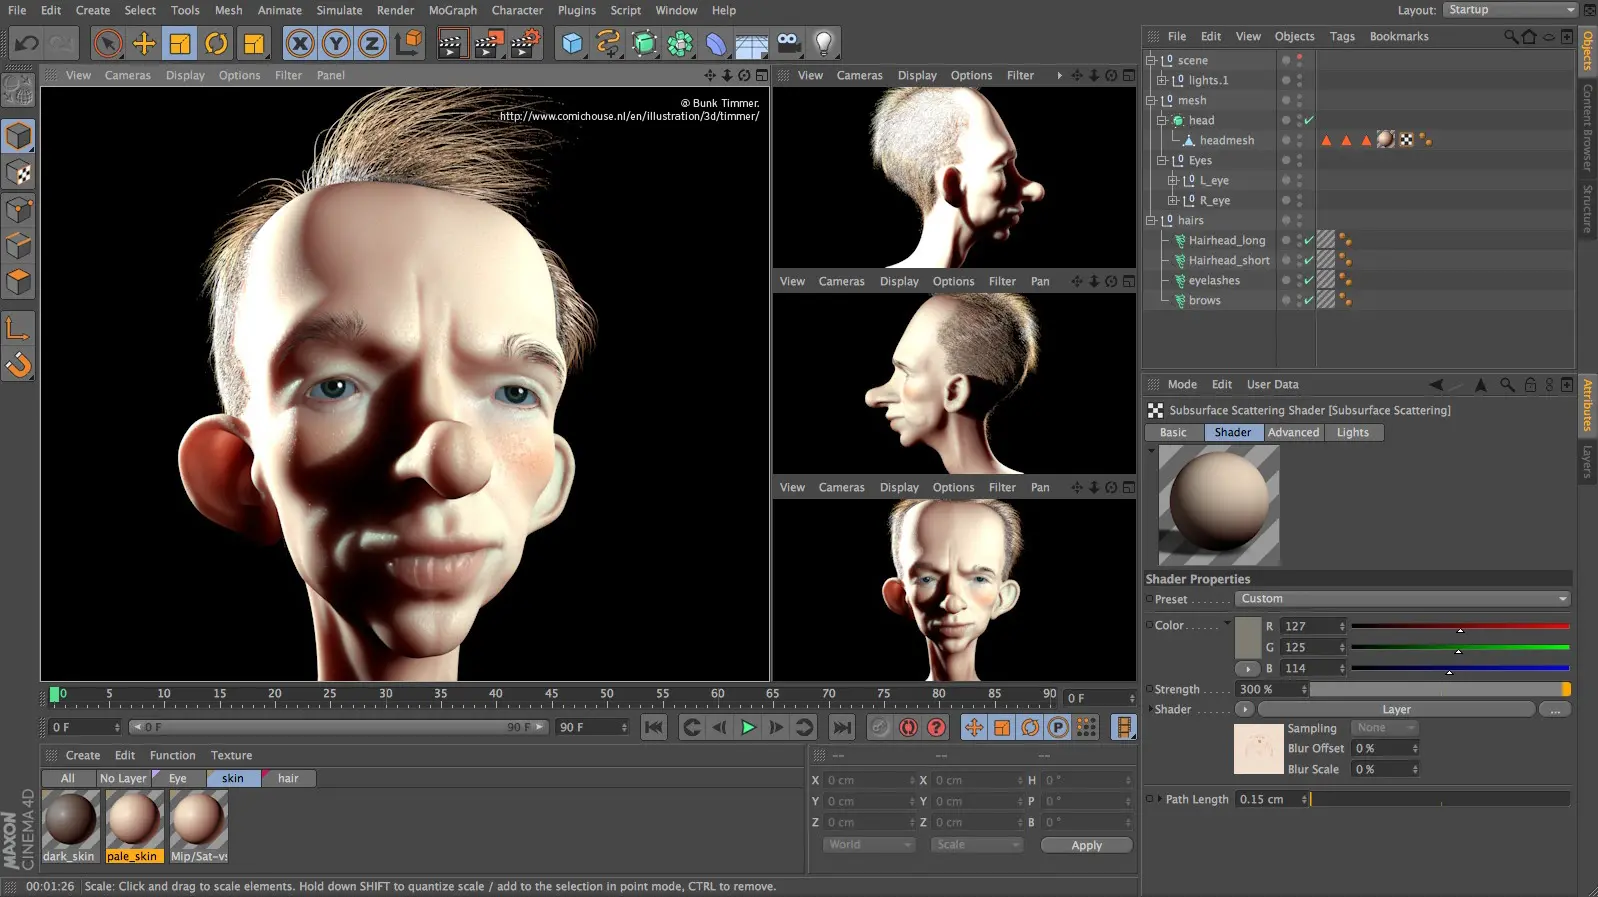 File Edit Create Select Tools Mesh Animate Simulate Render MoGraph Character Plugins Script Window Help
Layout: Startup
View Cameras Display Options Filter Panel
View Cameras Display Options Filter
© Bunk Timmer.
http://www.comichouse.nl/en/illustration/3d/timmer/
View Cameras Display Options Filter Pan
View Cameras Display Options Filter Pan
File Edit View Objects Tags Bookmarks
scene
lights.1
mesh
head
headmesh
Eyes
L_eye
R_eye
hairs
Hairhead_long
Hairhead_short
eyelashes
brows
Objects
Content Browser
Structure
Mode Edit User Data
Subsurface Scattering Shader [Subsurface Scattering]
Basic Shader Advanced Lights
Attributes
Layers
Shader Properties
Preset . . . . . . . Custom
Color . . . . . . R 127
G 125
B 114
Strength . . . . . 300 %
Shader . . . . . . Layer ...
Sampling None
Blur Offset 0 %
Blur Scale 0 %
Path Length 0.15 cm
0 5 10 15 20 25 30 35 40 45 50 55 60 65 70 75 80 85 90 0 F
0 F 0 F 90 F 90 F
P
Create Edit Function Texture
All No Layer Eye skin hair
dark_skin pale_skin Mip/Sat-v
-- -- --
X 0 cm X 0 cm H 0 °
Y 0 cm Y 0 cm P 0 °
Z 0 cm Z 0 cm B 0 °
World Scale Apply
MAXON
CINEMA 4D
00:01:26 Scale: Click and drag to scale elements. Hold down SHIFT to quantize scale / add to the selection in point mode, CTRL to remove.